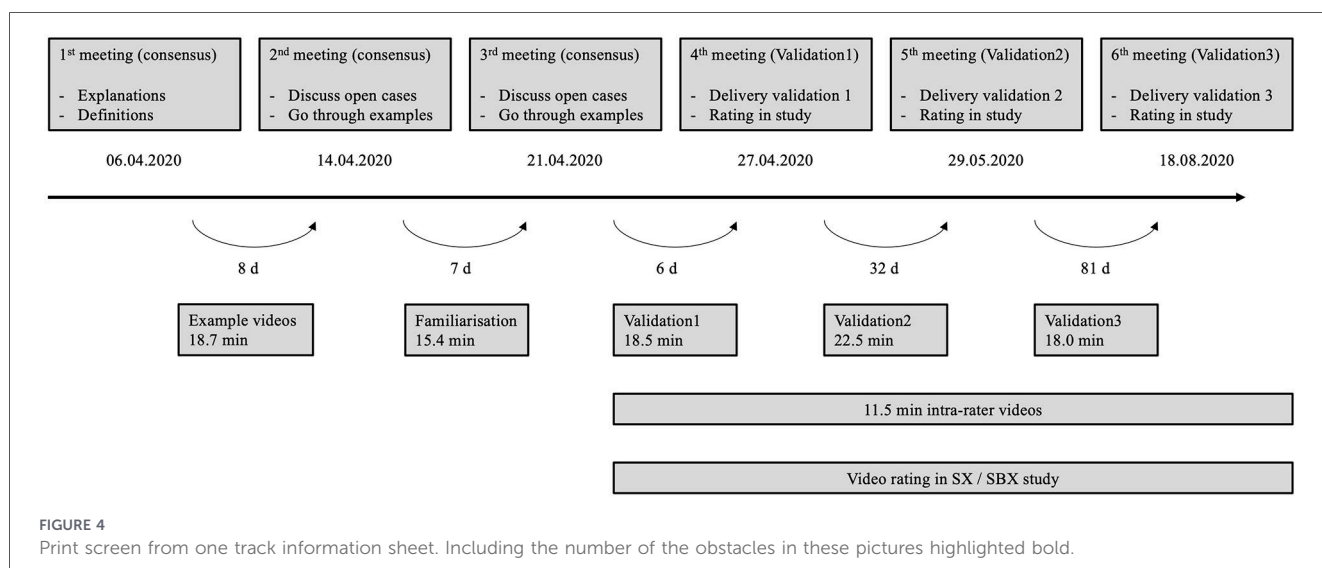 1st meeting (consensus)
- Explanations
- Definitions
2nd meeting (consensus)
- Discuss open cases
- Go through examples
3rd meeting (consensus)
- Discuss open cases
- Go through examples
4th meeting (Validation1)
- Delivery validation 1
- Rating in study
5th meeting (Validation2)
- Delivery validation 2
- Rating in study
6th meeting (Validation3)
- Delivery validation 3
- Rating in study
06.04.2020
14.04.2020
21.04.2020
27.04.2020
29.05.2020
18.08.2020
8 d
7 d
6 d
32 d
81 d
Example videos
18.7 min
Familiarisation
15.4 min
Validation1
18.5 min
Validation2
22.5 min
Validation3
18.0 min
11.5 min intra-rater videos
Video rating in SX / SBX study
FIGURE 4
Print screen from one track information sheet. Including the number of the obstacles in these pictures highlighted bold.